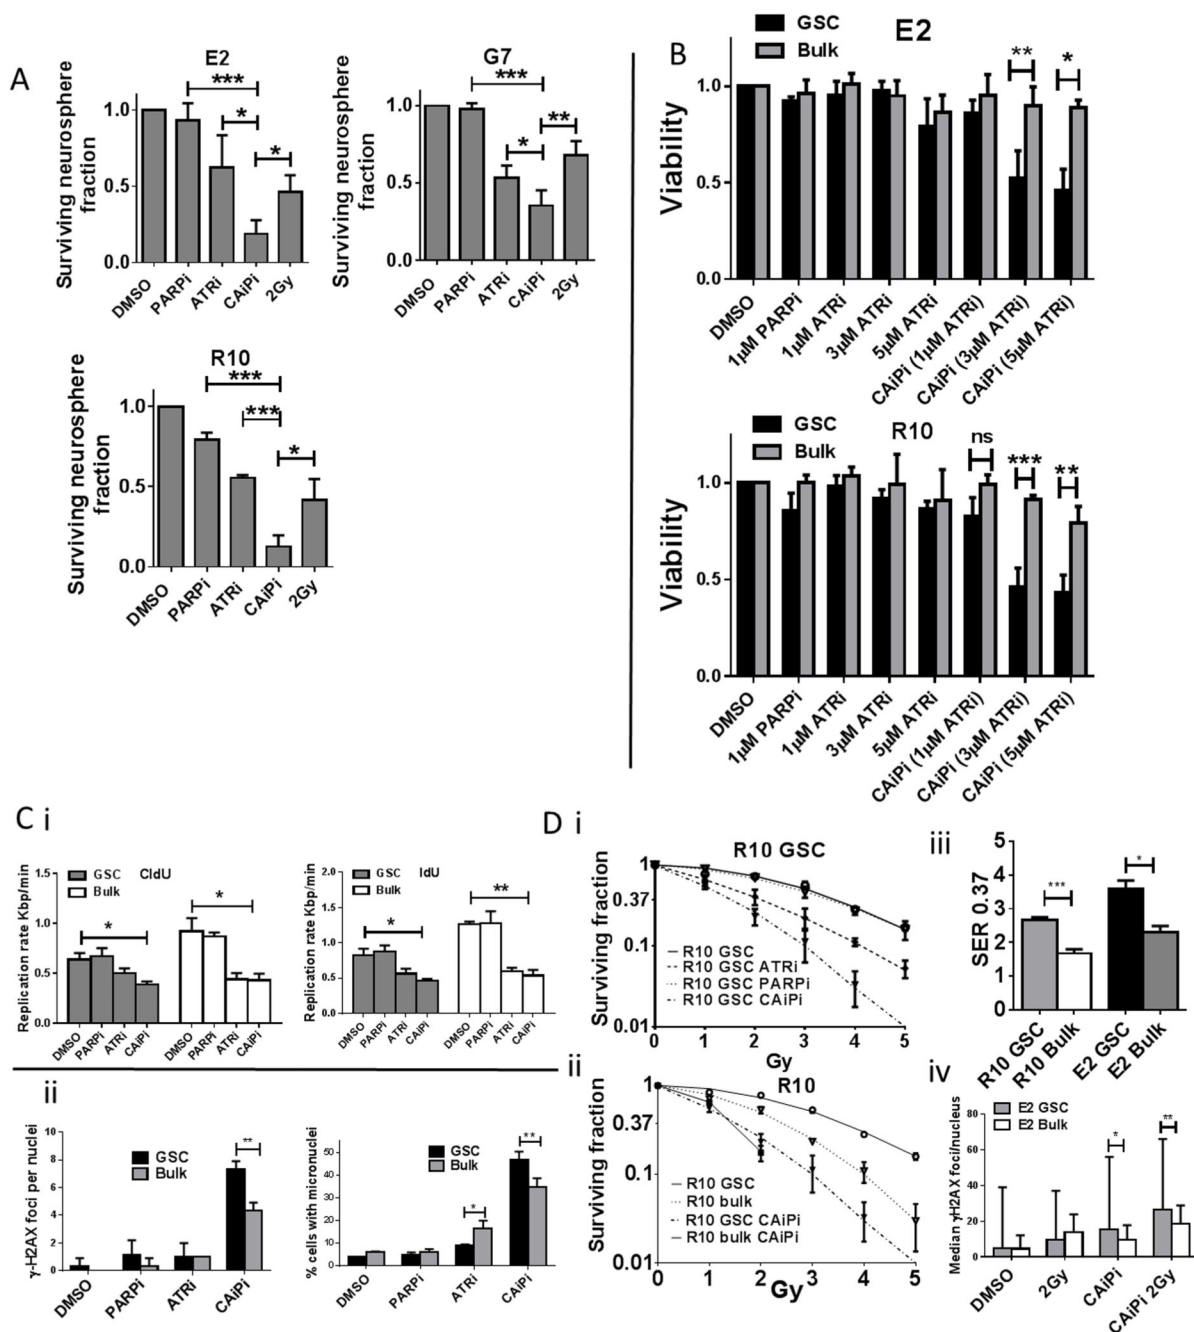 A
E2
***
*
*
Surviving neurosphere
fraction
1.0
0.5
0.0
DMSO
PARPi
ATRi
CAiPi
2Gy
G7
***
**
*
Surviving neurosphere
fraction
1.0
0.5
0.0
DMSO
PARPi
ATRi
CAiPi
2Gy
R10
***
***
*
Surviving neurosphere
fraction
1.0
0.5
0.0
DMSO
PARPi
ATRi
CAiPi
2Gy
B
GSC
Bulk
E2
**
*
Viability
1.0
0.5
0.0
DMSO
1µM PARPi
1µM ATRi
3µM ATRi
5µM ATRi
CAiPi (1µM ATRi)
CAiPi (3µM ATRi)
CAiPi (5µM ATRi)
GSC
Bulk
R10
ns
***
**
Viability
1.0
0.5
0.0
DMSO
1µM PARPi
1µM ATRi
3µM ATRi
5µM ATRi
CAiPi (1µM ATRi)
CAiPi (3µM ATRi)
CAiPi (5µM ATRi)
C i
Replication rate Kbp/min
2.0
1.5
1.0
0.5
0.0
GSC CldU
Bulk
*
*
DMSO
PARPi
ATRi
CAiPi
DMSO
PARPi
ATRi
CAiPi
Replication rate Kbp/min
2.0
1.5
1.0
0.5
0.0
GSC IdU
Bulk
*
**
DMSO
PARPi
ATRi
CAiPi
DMSO
PARPi
ATRi
CAiPi
ii
γ-H2AX foci per nuclei
10
8
6
4
2
0
GSC
Bulk
**
DMSO
PARPi
ATRi
CAiPi
% cells with micronuclei
60
50
40
30
20
10
0
GSC
Bulk
*
**
DMSO
PARPi
ATRi
CAiPi
D i
R10 GSC
Surviving fraction
1
0.37
0.1
0.01
R10 GSC
R10 GSC ATRi
R10 GSC PARPi
R10 GSC CAiPi
0 1 2 3 4 5
Gy
ii
R10
Surviving fraction
1
0.37
0.1
0.01
R10 GSC
R10 bulk
R10 GSC CAiPi
R10 bulk CAiPi
0 1 2 3 4 5
Gy
iii
SER 0.37
5
4
3
2
1
0
***
*
R10 GSC
R10 Bulk
E2 GSC
E2 Bulk
iv
Median γH2AX foci/nucleus
80
60
40
20
0
E2 GSC
E2 Bulk
*
**
DMSO
2Gy
CAiPi
CAiPi 2Gy